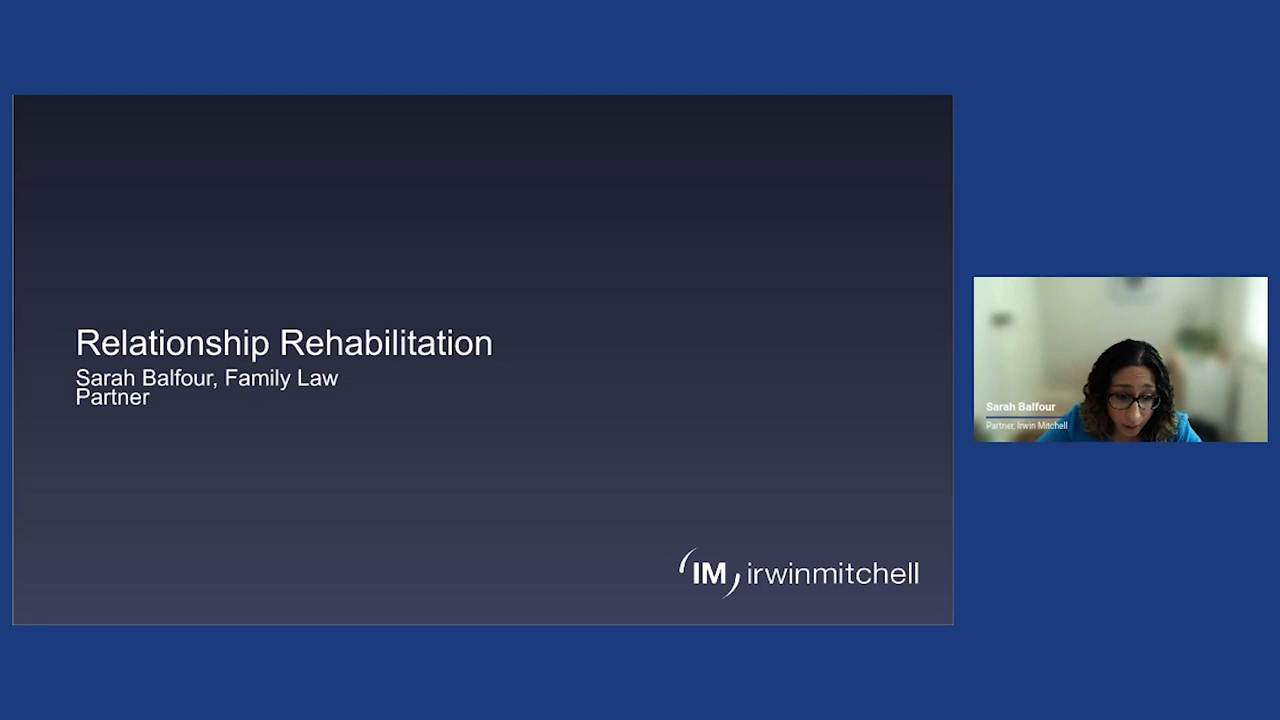 Relationship Rehabilitation
Sarah Balfour, Family Law
Partner
IM irwinmitchell
Sarah Balfour
Partner, Irwin Mitchell